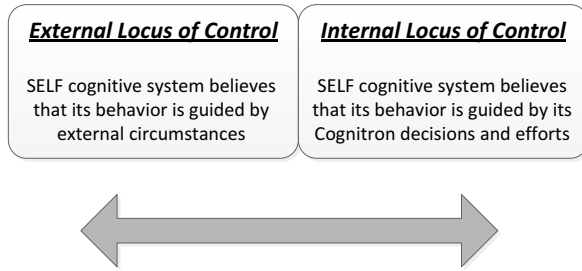 External Locus of Control
SELF cognitive system believes
that its behavior is guided by
external circumstances
Internal Locus of Control
SELF cognitive system believes
that its behavior is guided by its
Cognitron decisions and efforts